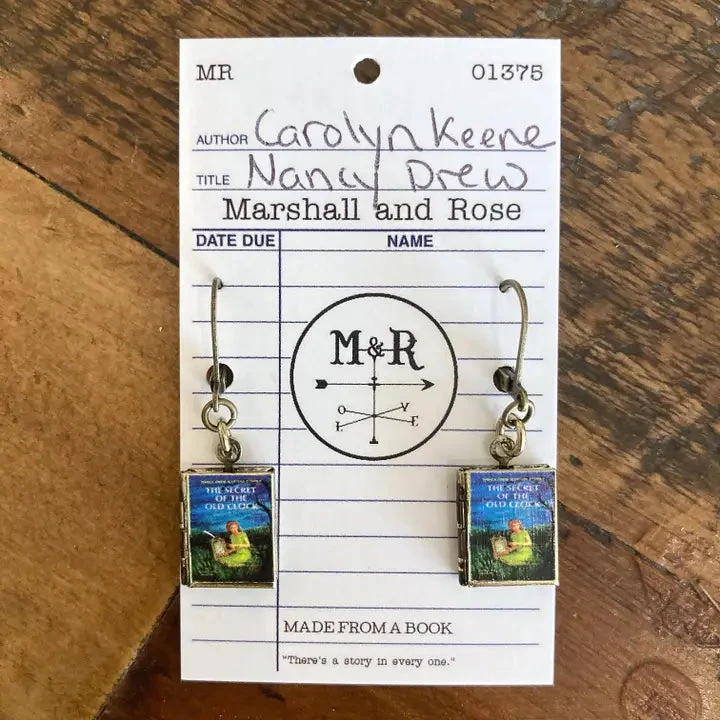 MR 01375
AUTHOR Carolyn Keene
TITLE Nancy Drew
Marshall and Rose
DATE DUE NAME
M&R
L O V E
THE SECRET
OF THE
OLD CLOCK
THE SECRET
OF THE
OLD CLOCK
MADE FROM A BOOK
"There's a story in every one."